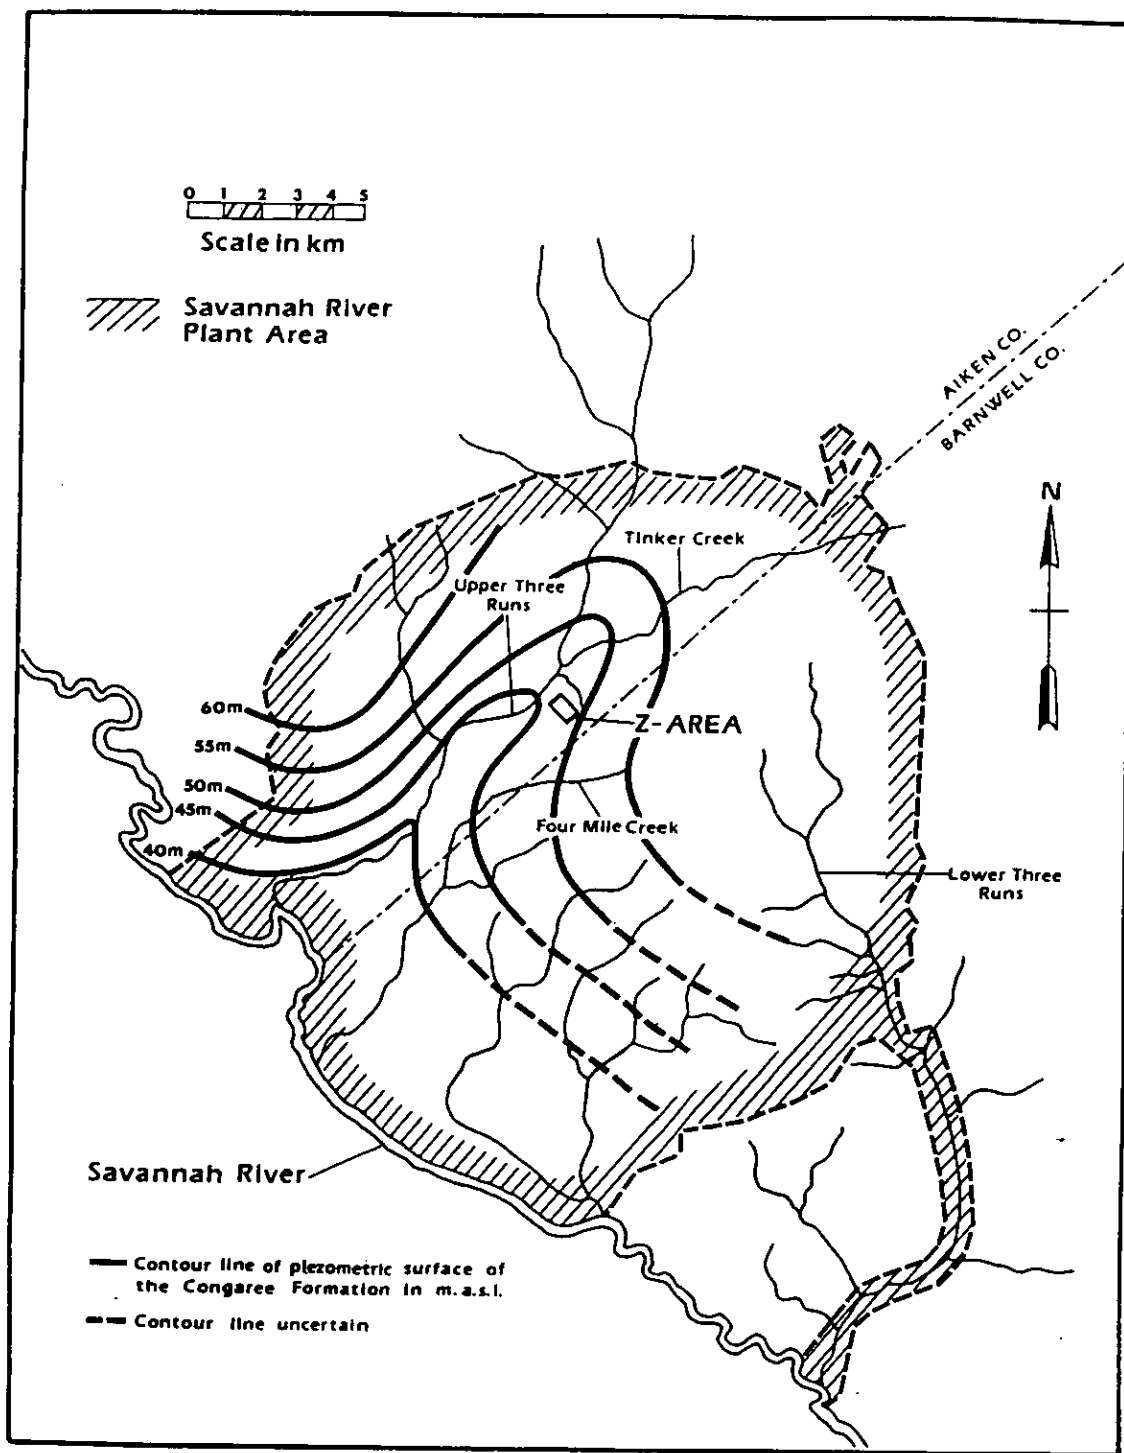 0 1 2 3 4 5
Scale in km
Savannah River
Plant Area
AIKEN CO.
BARNWELL CO.
N
Tinker Creek
Upper Three
Runs
60m
Z-AREA
55m
50m
45m
Four Mile Creek
40m
Lower Three
Runs
Savannah River
Contour line of piezometric surface of
the Congaree Formation in m.a.s.l.
Contour line uncertain